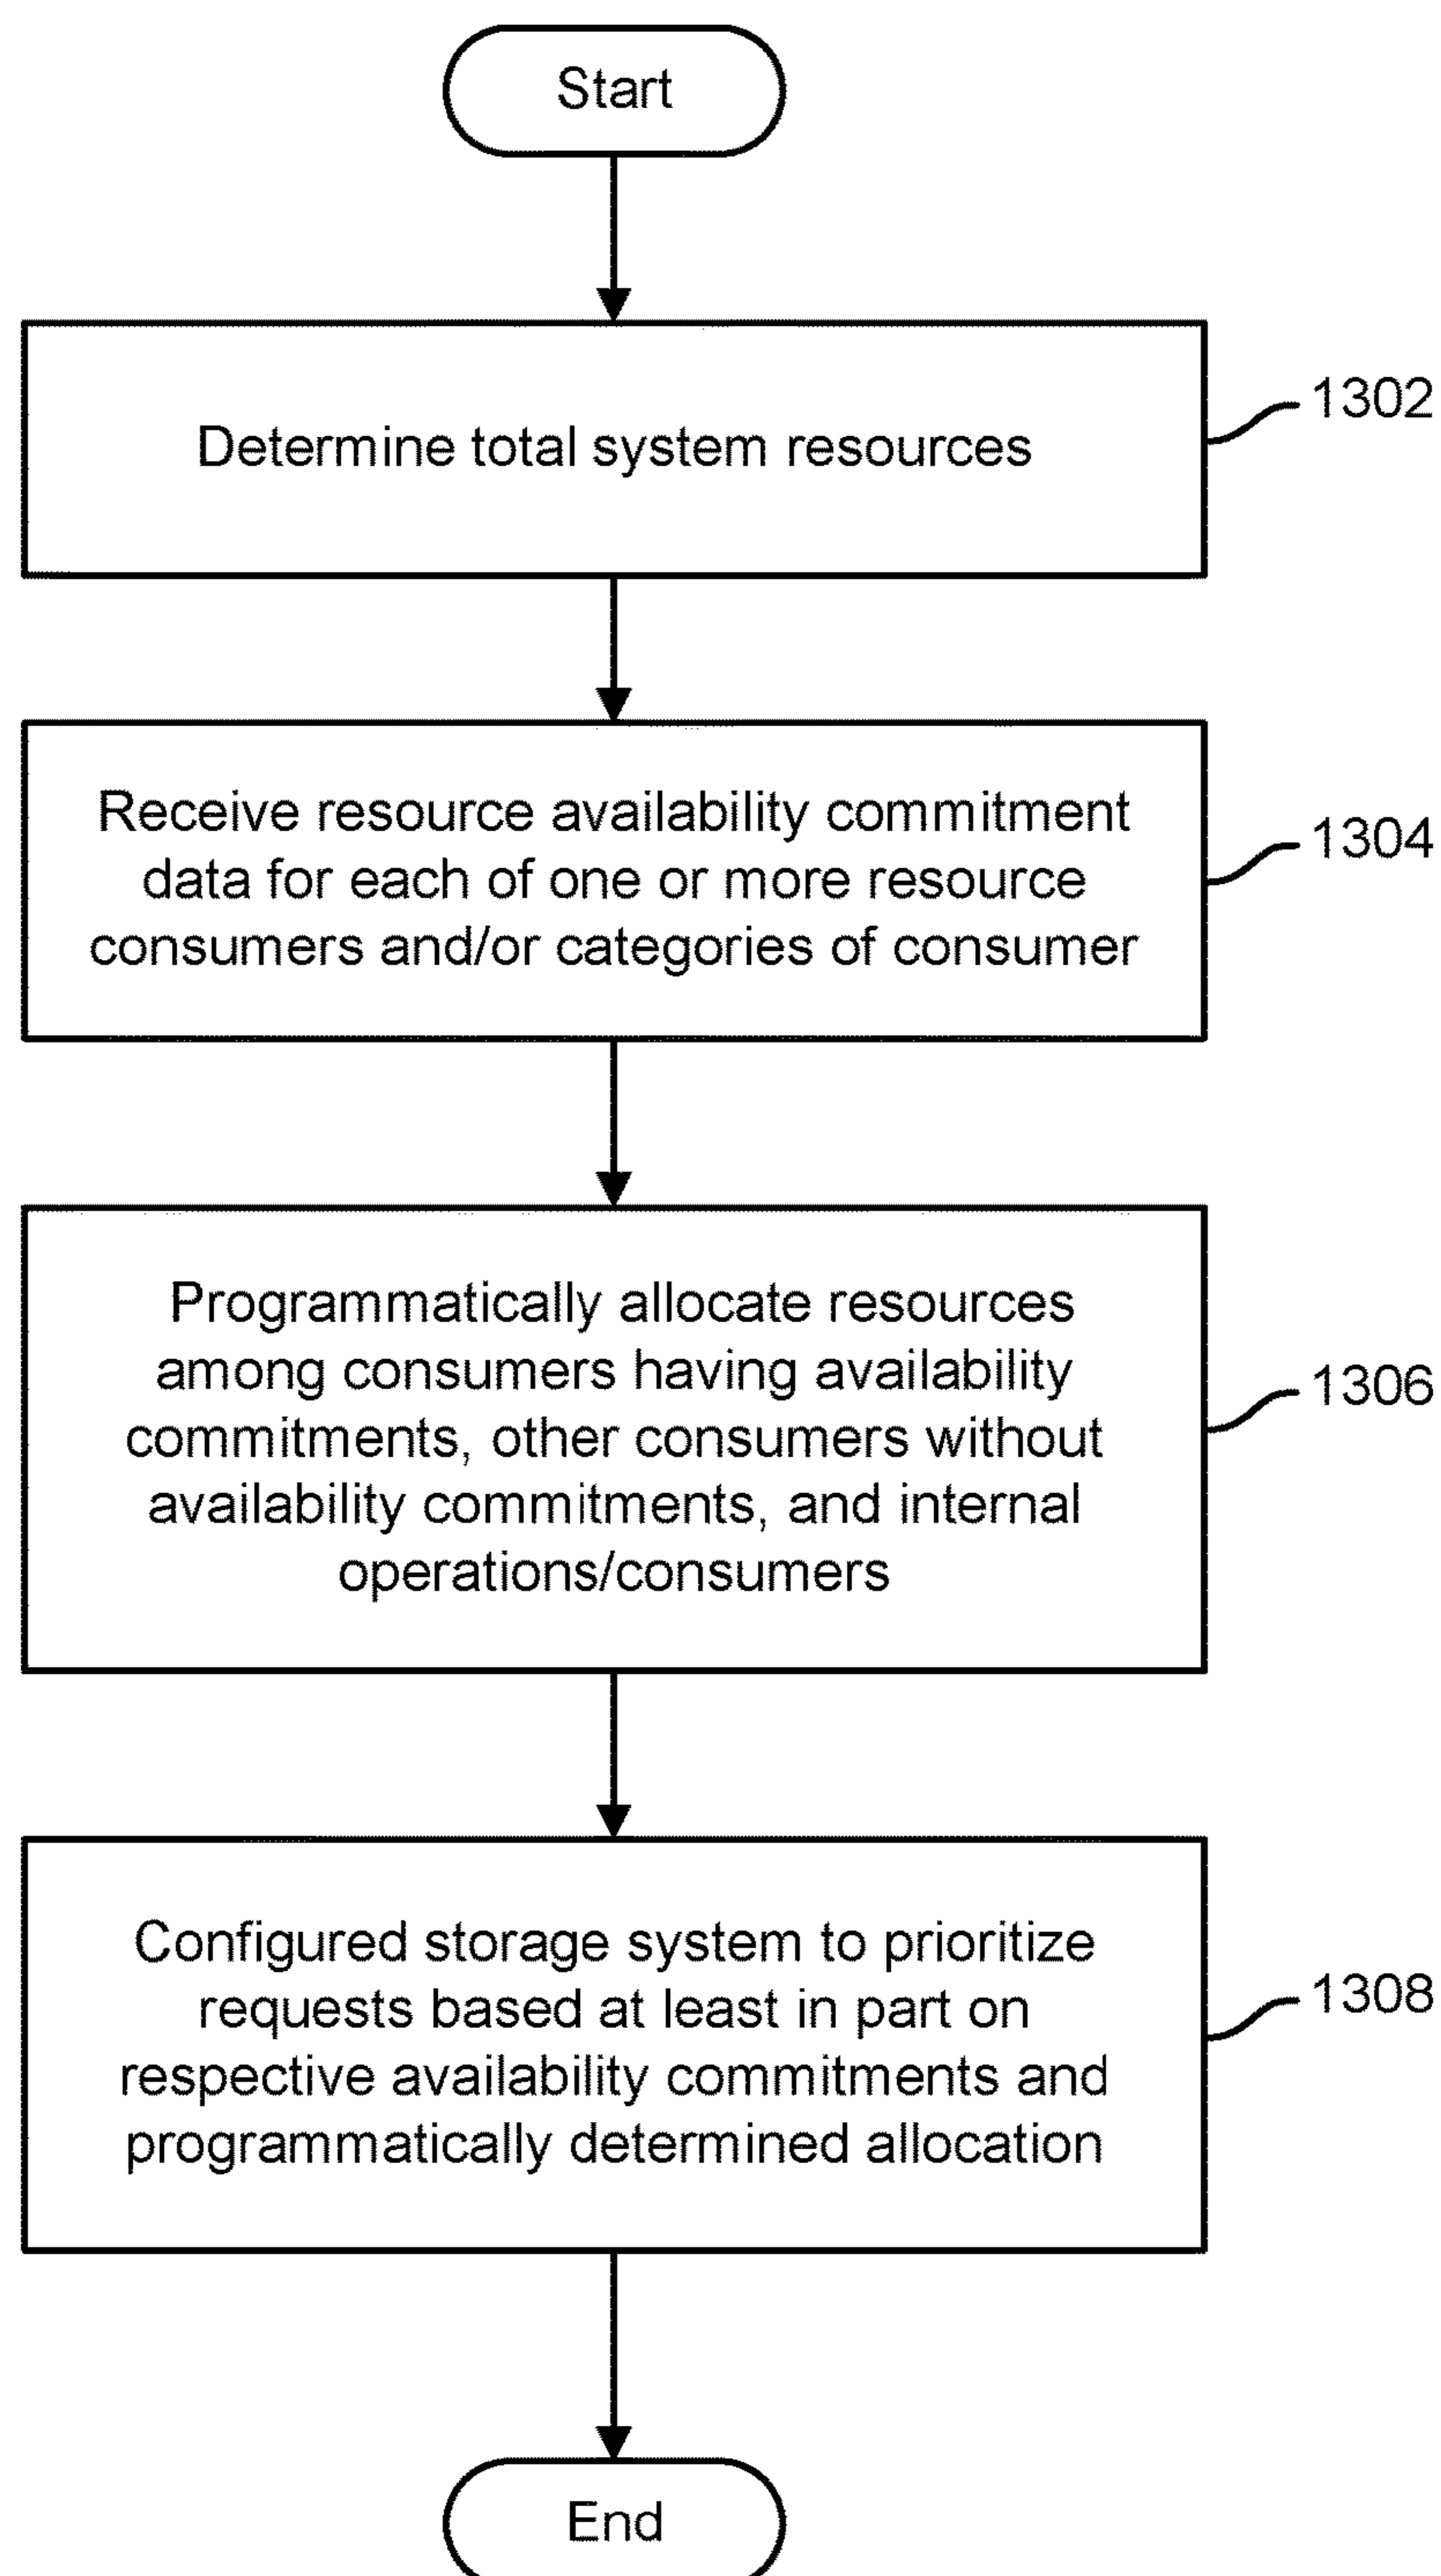 Start
Determine total system resources
1302
Receive resource availability commitment
data for each of one or more resource
consumers and/or categories of consumer
1304
Programmatically allocate resources
among consumers having availability
commitments, other consumers without
availability commitments, and internal
operations/consumers
1306
Configured storage system to prioritize
requests based at least in part on
respective availability commitments and
programmatically determined allocation
1308
End